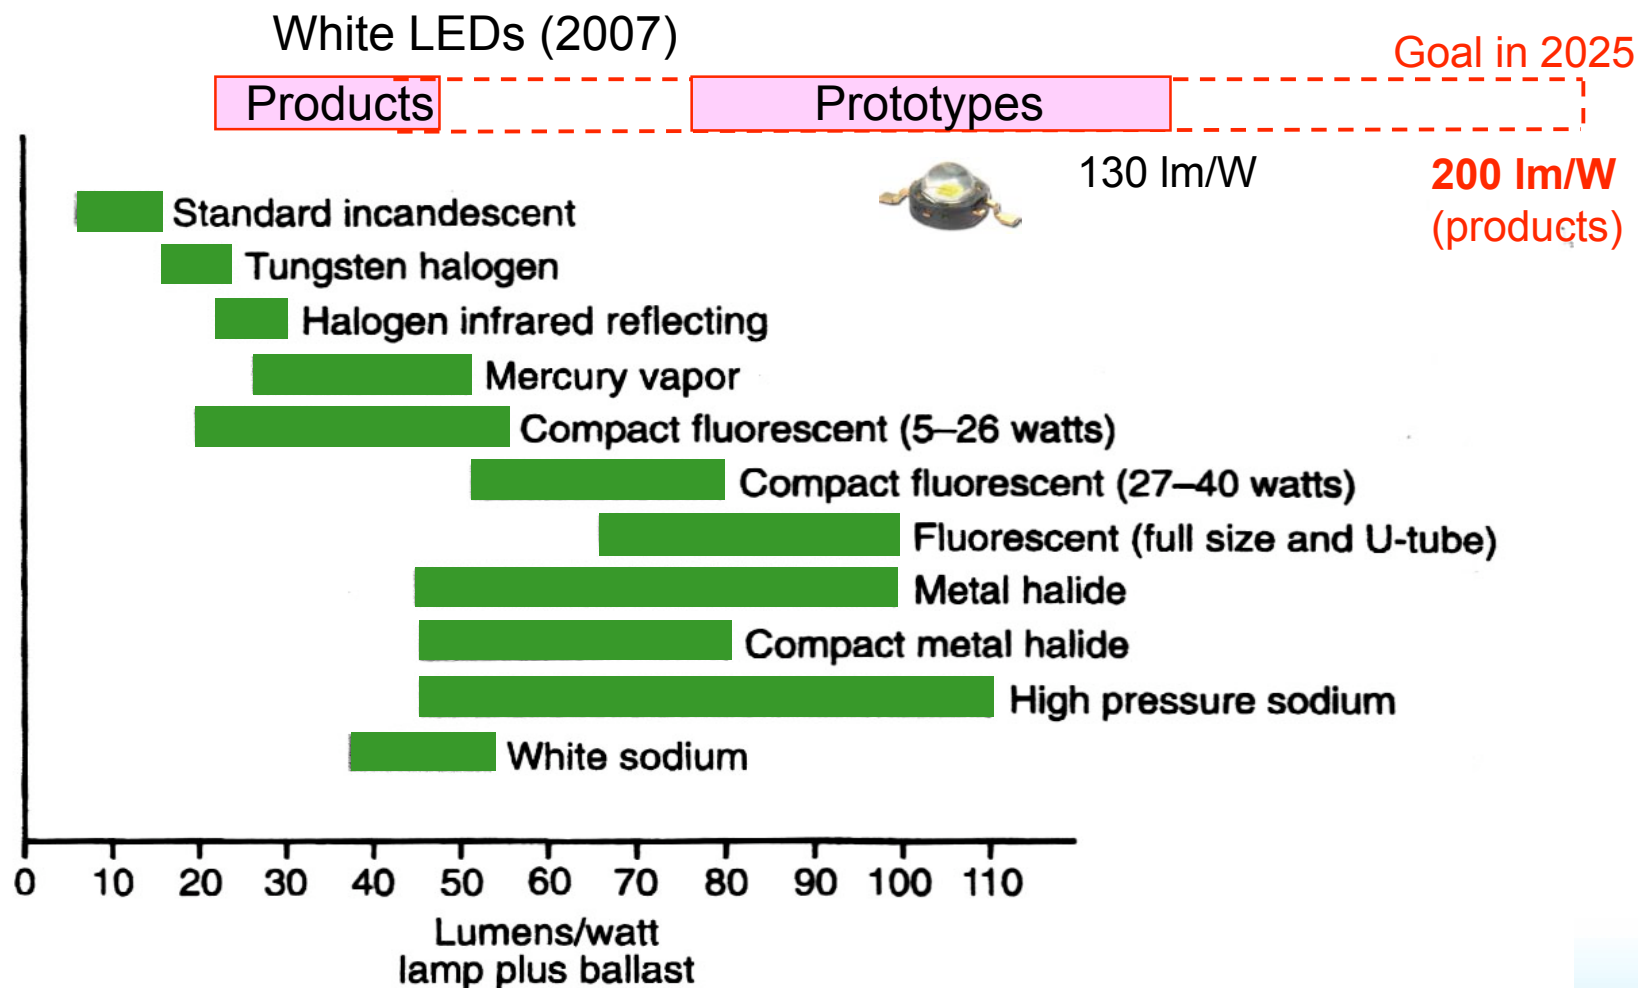 White LEDs (2007)
Goal in 2025
Products
Prototypes
130 lm/W
200 lm/W
(products)
Standard incandescent
Tungsten halogen
Halogen infrared reflecting
Mercury vapor
Compact fluorescent (5–26 watts)
Compact fluorescent (27–40 watts)
Fluorescent (full size and U-tube)
Metal halide
Compact metal halide
High pressure sodium
White sodium
0 10 20 30 40 50 60 70 80 90 100 110
Lumens/watt
lamp plus ballast